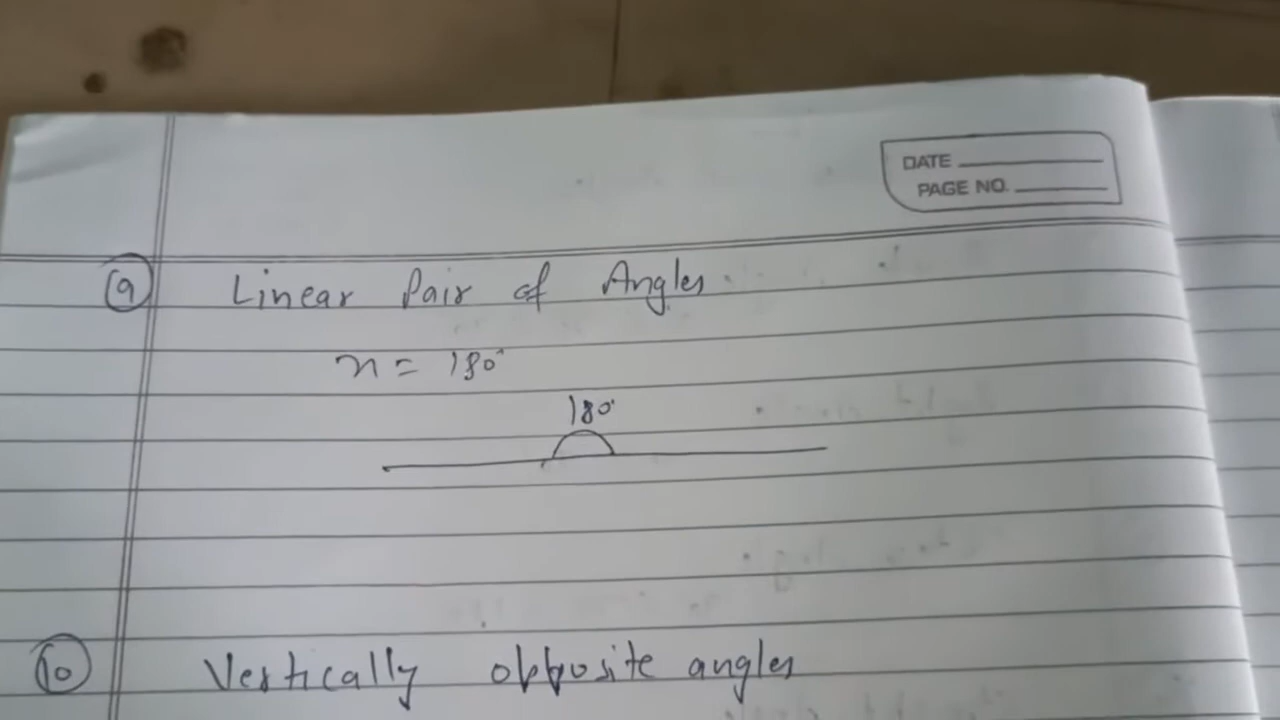 DATE
PAGE NO.
9 Linear Pair of Angles
x = 180°
180°
10 Vertically opposite angles